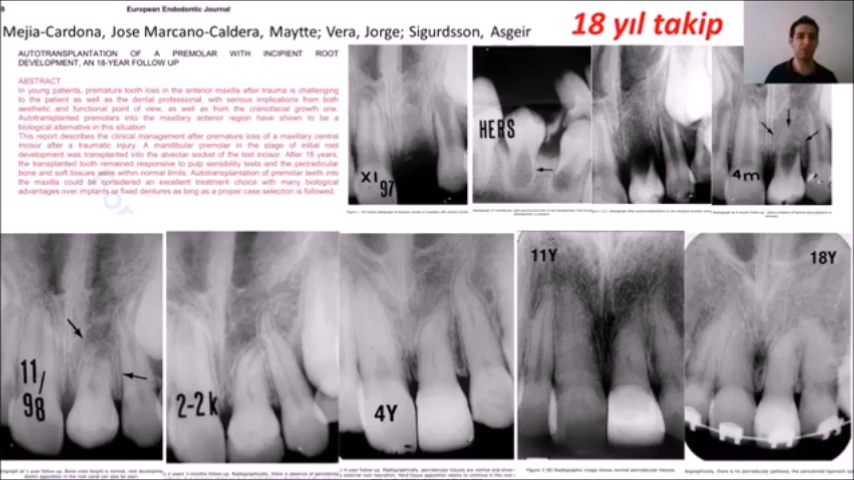 8
European Endodontic Journal
Mejia-Cardona, Jose Marcano-Caldera, Maytte; Vera, Jorge; Sigurdsson, Asgeir
18 yıl takip
AUTOTRANSPLANTATION OF A PREMOLAR WITH INCIPIENT ROOT
DEVELOPMENT, AN 18-YEAR FOLLOW UP
ABSTRACT
In young patients, premature tooth loss in the anterior maxilla after trauma is challenging
to the patient as well as the dental professional, with serious implications from both
aesthetic and functional point of view, as well as from the craniofacial growth one.
Autotransplanted premolars into the maxillary anterior region have shown to be a
biological alternative in this situation
This report describes the clinical management after premature loss of a maxillary central
incisor after a traumatic injury. A mandibular premolar in the stage of initial root
development was transplanted into the alveolar socket of the lost incisor. After 18 years,
the transplanted tooth remained responsive to pulp sensibility tests and the periradicular
bone and soft tissues were within normal limits. Autotransplantation of premolar teeth into
the maxilla could be considered an excellent treatment choice with many biological
advantages over implants or fixed dentures as long as a proper case selection is followed.
XI
97
HERS
4m
11/
98
2-2k
4Y
11Y
18Y